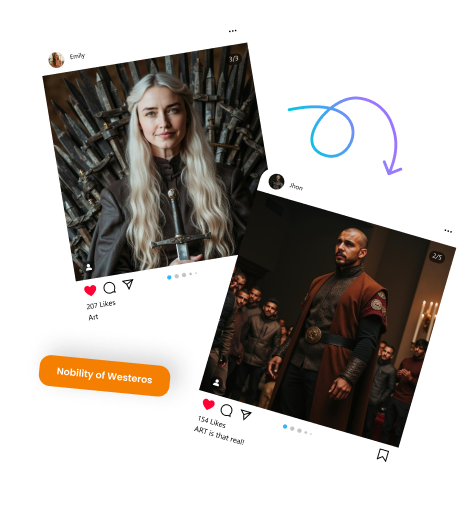 Emily
3/3
207 Likes
Art
Jhon
2/5
154 Likes
ART is that real!
Nobility of Westeros